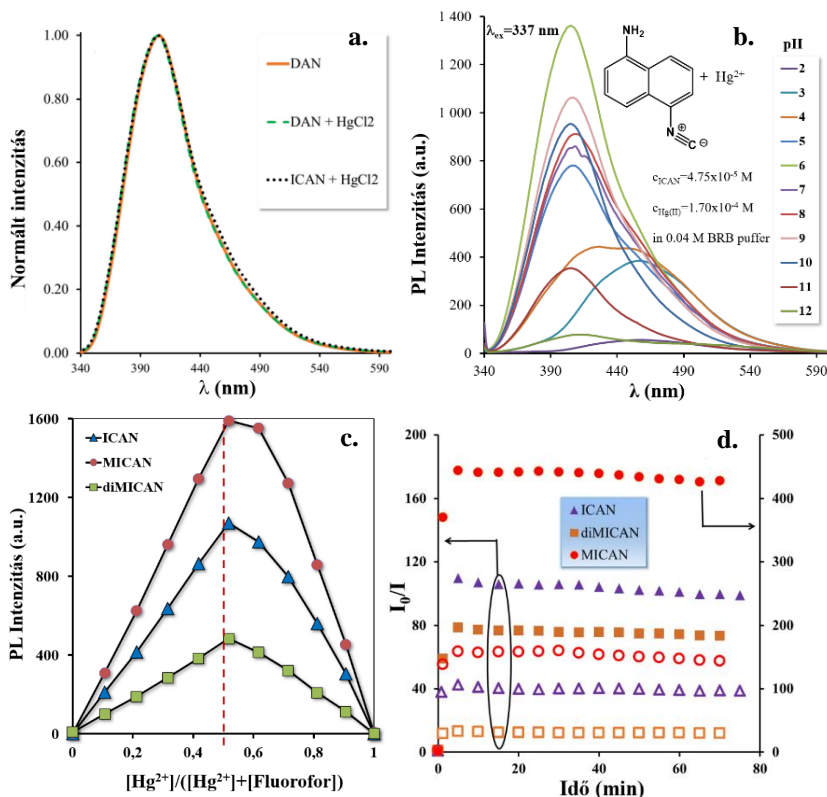 a.
1.00
0.80
0.60
0.40
0.20
0.00
Normált intenzitás
DAN
DAN + HgCl2
ICAN + HgCl2
340 390 440 490 540 590
λ (nm)
b.
1 400
1 200
1 000
800
600
400
200
0
PL Intenzitás (a.u.)
λex=337 nm
NH2
+ Hg2+
N
⊕
C
⊖
cICAN=4.75x10-5 M
cHg(II)=1.70x10-4 M
in 0.04 M BRB puffer
pII
2
3
4
5
6
7
8
9
10
11
12
340 390 440 490 540 590
λ (nm)
c.
1600
1200
800
400
0
PL Intenzitás (a.u.)
ICAN
MICAN
diMICAN
0 0,2 0,4 0,6 0,8 1
[Hg2+]/([Hg2+]+[Fluorofor])
d.
200
160
120
80
40
0
I0/I
500
400
300
200
100
0
ICAN
diMICAN
MICAN
0 20 40 60 80
Idő (min)